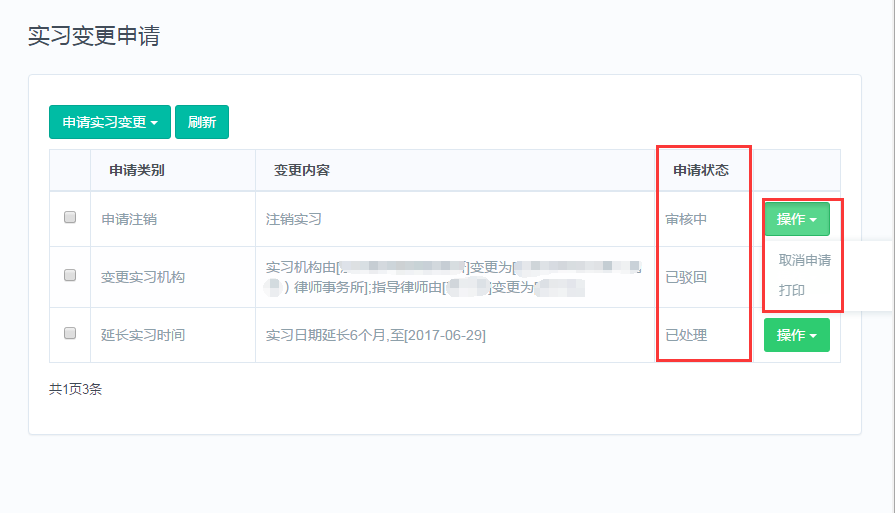 实习变更申请
申请实习变更 刷新
申请类别 变更内容 申请状态
申请注销 注销实习 审核中 操作
取消申请
打印
变更实习机构 实习机构由[ 所]变更为[
）律师事务所];指导律师由[ ]变更为[ 已驳回
延长实习时间 实习日期延长6个月,至[2017-06-29] 已处理 操作
共1页3条